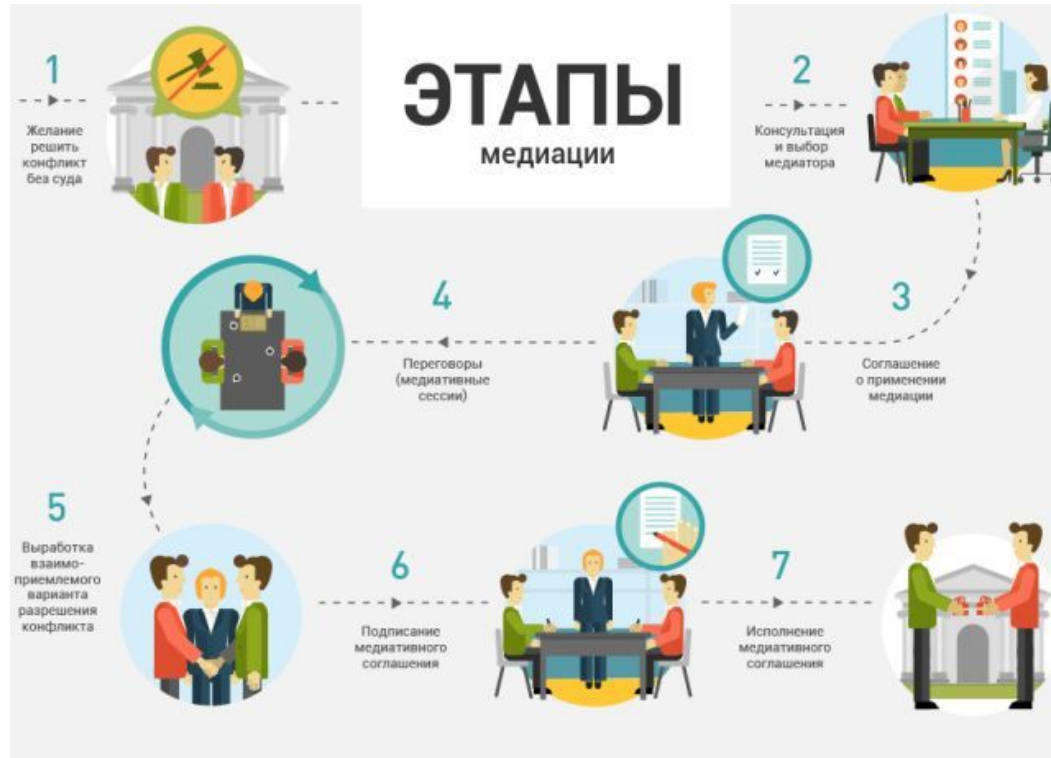 ЭТАПЫ
медиации
1
Желание
решить
конфликт
без суда
2
Консультация
и выбор
медиатора
3
Соглашение
о применении
медиации
4
Переговоры
(медиативные
сессии)
5
Выработка
взаимо-
приемлемого
варианта
разрешения
конфликта
6
Подписание
медиативного
соглашения
7
Исполнение
медиативного
соглашения